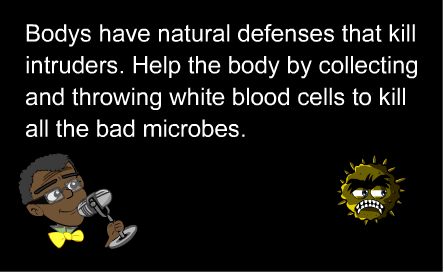 Bodys have natural defenses that kill
intruders. Help the body by collecting
and throwing white blood cells to kill
all the bad microbes.